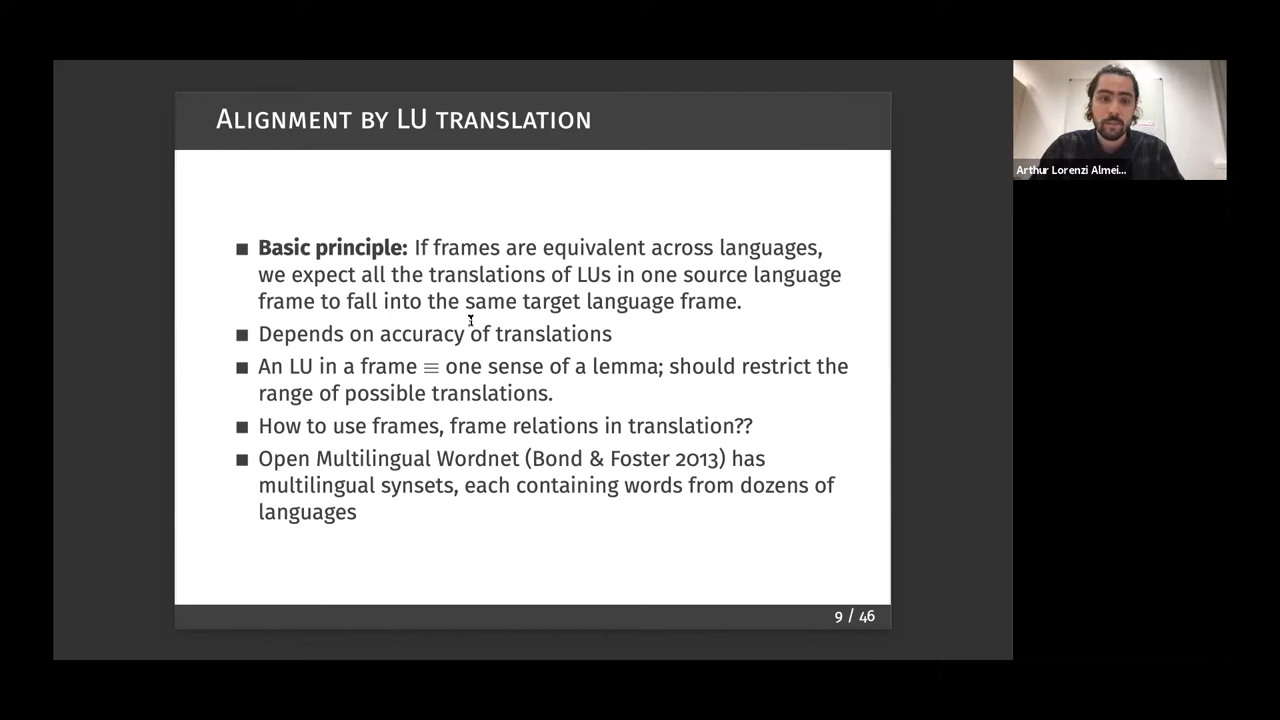 ALIGNMENT BY LU TRANSLATION
■ Basic principle: If frames are equivalent across languages,
we expect all the translations of LUs in one source language
frame to fall into the same target language frame.
■ Depends on accuracy of translations
■ An LU in a frame ≡ one sense of a lemma; should restrict the
range of possible translations.
■ How to use frames, frame relations in translation??
■ Open Multilingual Wordnet (Bond & Foster 2013) has
multilingual synsets, each containing words from dozens of
languages
9 / 46
Arthur Lorenzi Almei...